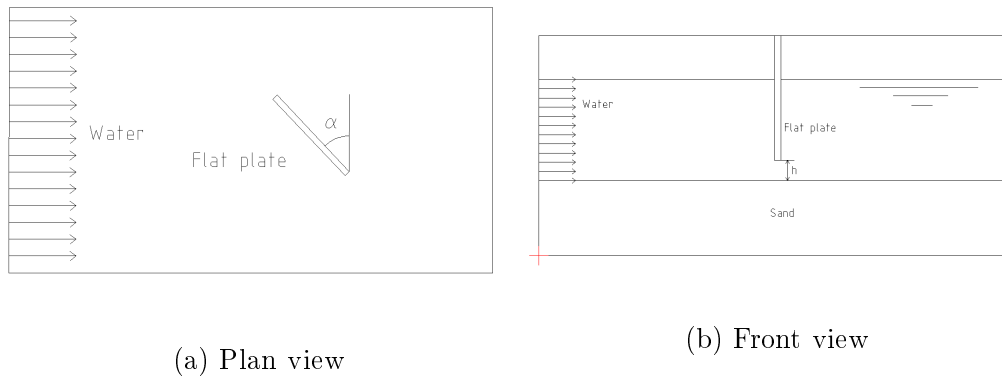 Water
α
Flat plate
(a) Plan view
Water
Flat plate
h
Sand
(b) Front view